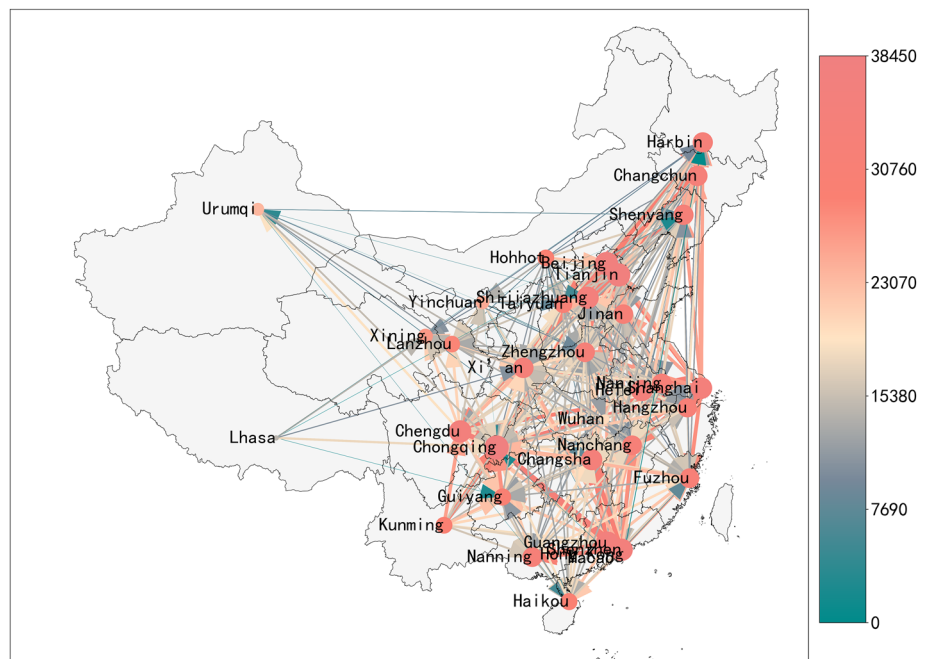 38450
Harbin
30760
Changchun
Urumqi
Shenyang
Hohhot
Beijing
Tianjin
23070
Shijiazhuang
Yinchuan
Taiyuan
Jinan
Xining
Lanzhou
Zhengzhou
Xi'an
Nanjing
Shanghai
Hefei
15380
Hangzhou
Wuhan
Lhasa
Chengdu
Chongqing
Nanchang
Changsha
Fuzhou
Guiyang
7690
Kunming
Guangzhou
Shenzhen
Hong Kong
Nanning
Macao
Haikou
0